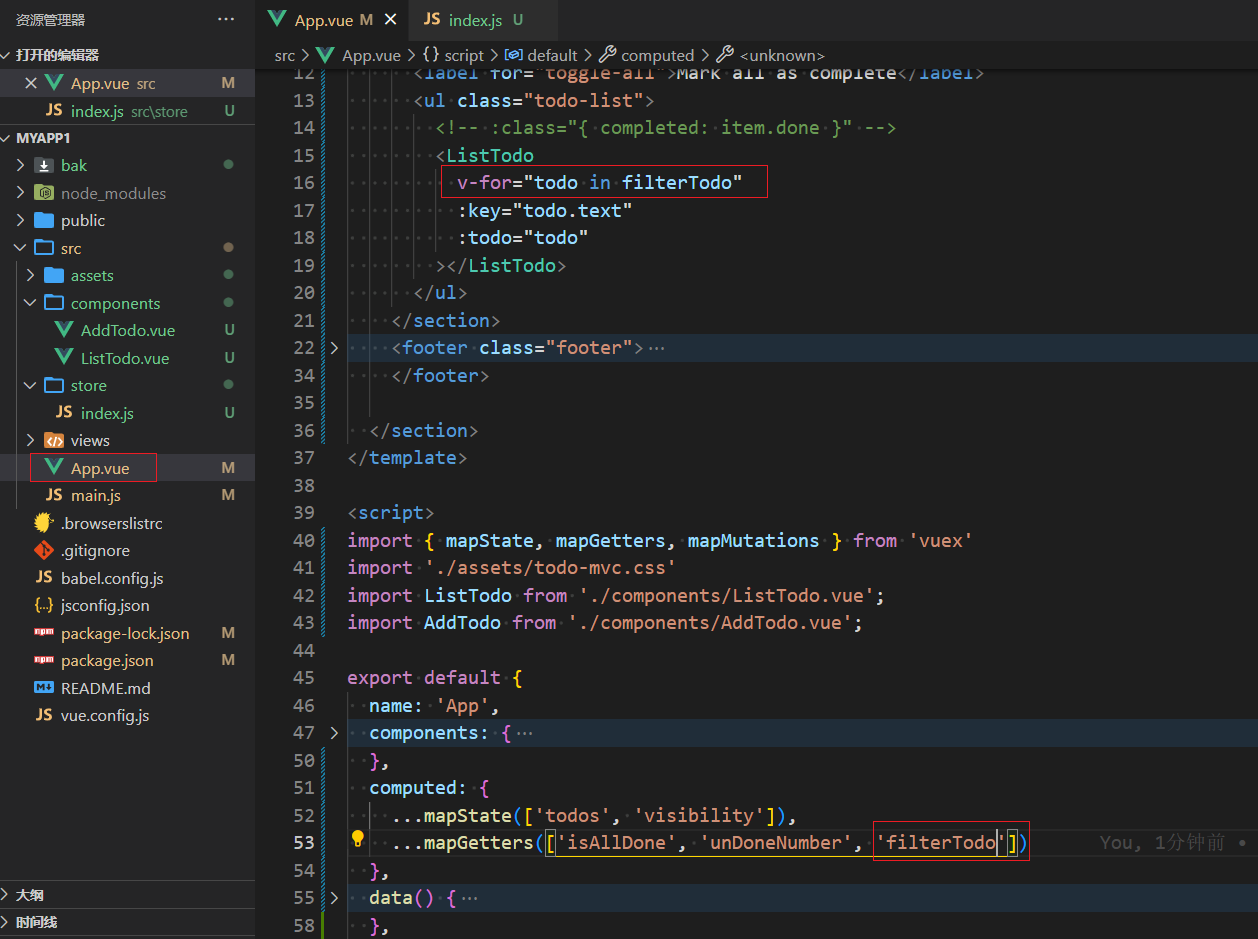 资源管理器
打开的编辑器
App.vue src M
index.js src\store U
MYAPP1
bak
node_modules
public
src
assets
components
AddTodo.vue U
ListTodo.vue U
store
index.js U
views
App.vue M
main.js M
.browserslistrc
.gitignore
babel.config.js
jsconfig.json
package-lock.json M
package.json M
README.md
vue.config.js
大纲
时间线
App.vue M
JS index.js U
src > App.vue > {} script > default > computed > <unknown>
12 <label for="toggle-all">Mark all as complete</label>
13 <ul class="todo-list">
14 <!-- :class="{ completed: item.done }" -->
15 <ListTodo
16 v-for="todo in filterTodo"
17 :key="todo.text"
18 :todo="todo"
19 ></ListTodo>
20 </ul>
21 </section>
22 <footer class="footer">…
34 </footer>
35
36 </section>
37 </template>
38
39 <script>
40 import { mapState, mapGetters, mapMutations } from 'vuex'
41 import './assets/todo-mvc.css'
42 import ListTodo from './components/ListTodo.vue';
43 import AddTodo from './components/AddTodo.vue';
44
45 export default {
46 name: 'App',
47 components: {…
50 },
51 computed: {
52 ...mapState(['todos', 'visibility']),
53 ...mapGetters(['isAllDone', 'unDoneNumber', 'filterTodo']) You, 1分钟前 •
54 },
55 data() {…
58 },